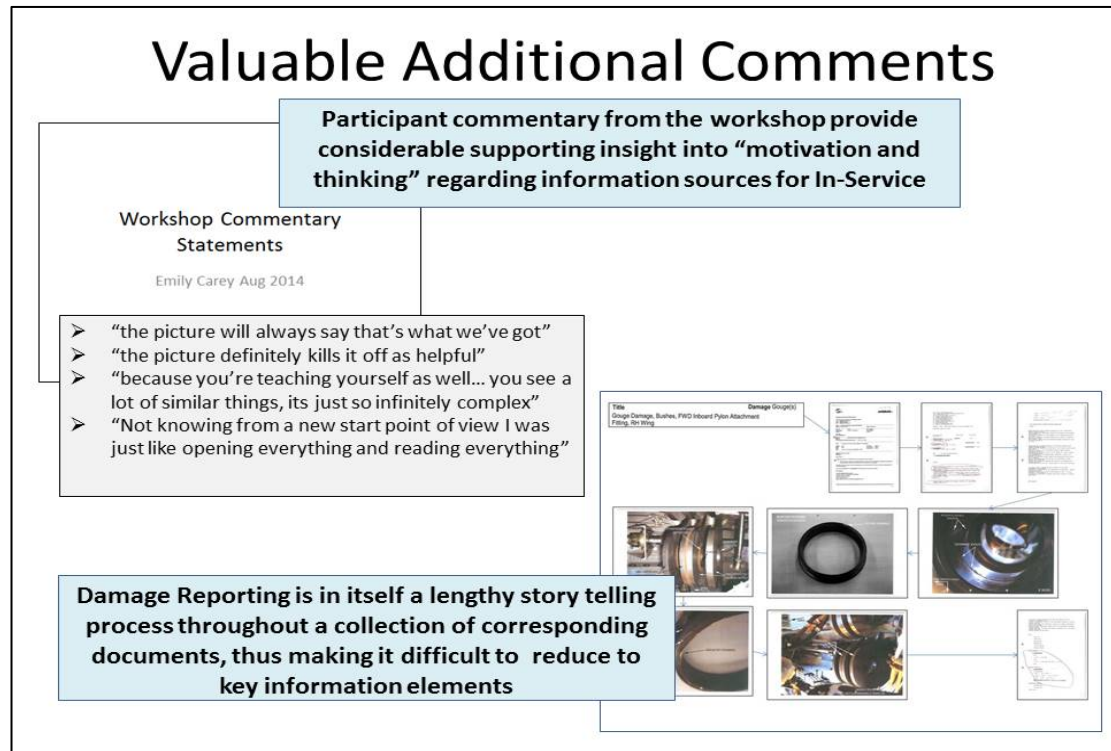 Valuable Additional Comments
Participant commentary from the workshop provide
considerable supporting insight into “motivation and
thinking” regarding information sources for In-Service
Workshop Commentary
Statements
Emily Carey Aug 2014
➤ “the picture will always say that’s what we’ve got”
➤ “the picture definitely kills it off as helpful”
➤ “because you’re teaching yourself as well... you see a
lot of similar things, its just so infinitely complex”
➤ “Not knowing from a new start point of view I was
just like opening everything and reading everything”
Title Damage Gouge(s)
Gouge Damage, Bushes, FWD Inboard Pylon Attachment
Fitting, RH Wing
Damage Reporting is in itself a lengthy story telling
process throughout a collection of corresponding
documents, thus making it difficult to reduce to
key information elements